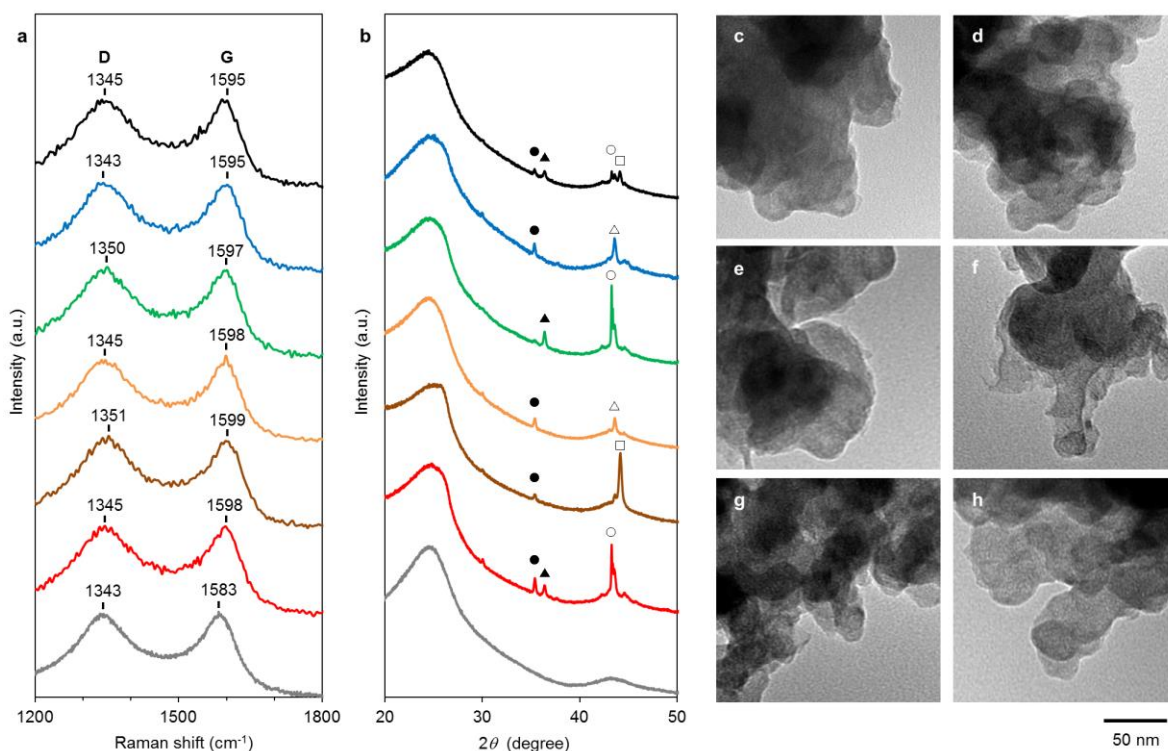 a
D
G
1345
1595
1343
1595
1350
1597
1345
1598
1351
1599
1345
1598
1343
1583
Intensity (a.u.)
1200
1500
1800
Raman shift (cm⁻¹)
b
Intensity (a.u.)
20
30
40
50
2θ (degree)
c
d
e
f
g
h
50 nm